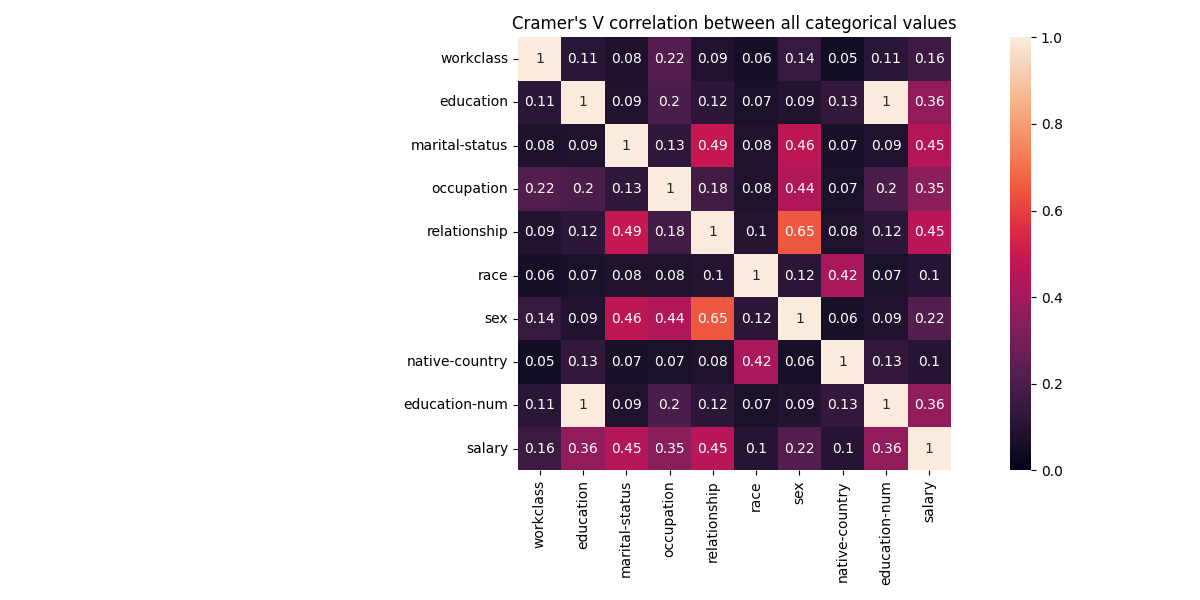 Cramer's V correlation between all categorical values
workclass 1 0.11 0.08 0.22 0.09 0.06 0.14 0.05 0.11 0.16
education 0.11 1 0.09 0.2 0.12 0.07 0.09 0.13 1 0.36
marital-status 0.08 0.09 1 0.13 0.49 0.08 0.46 0.07 0.09 0.45
occupation 0.22 0.2 0.13 1 0.18 0.08 0.44 0.07 0.2 0.35
relationship 0.09 0.12 0.49 0.18 1 0.1 0.65 0.08 0.12 0.45
race 0.06 0.07 0.08 0.08 0.1 1 0.12 0.42 0.07 0.1
sex 0.14 0.09 0.46 0.44 0.65 0.12 1 0.06 0.09 0.22
native-country 0.05 0.13 0.07 0.07 0.08 0.42 0.06 1 0.13 0.1
education-num 0.11 1 0.09 0.2 0.12 0.07 0.09 0.13 1 0.36
salary 0.16 0.36 0.45 0.35 0.45 0.1 0.22 0.1 0.36 1
workclass
education
marital-status
occupation
relationship
race
sex
native-country
education-num
salary
1.0
0.8
0.6
0.4
0.2
0.0